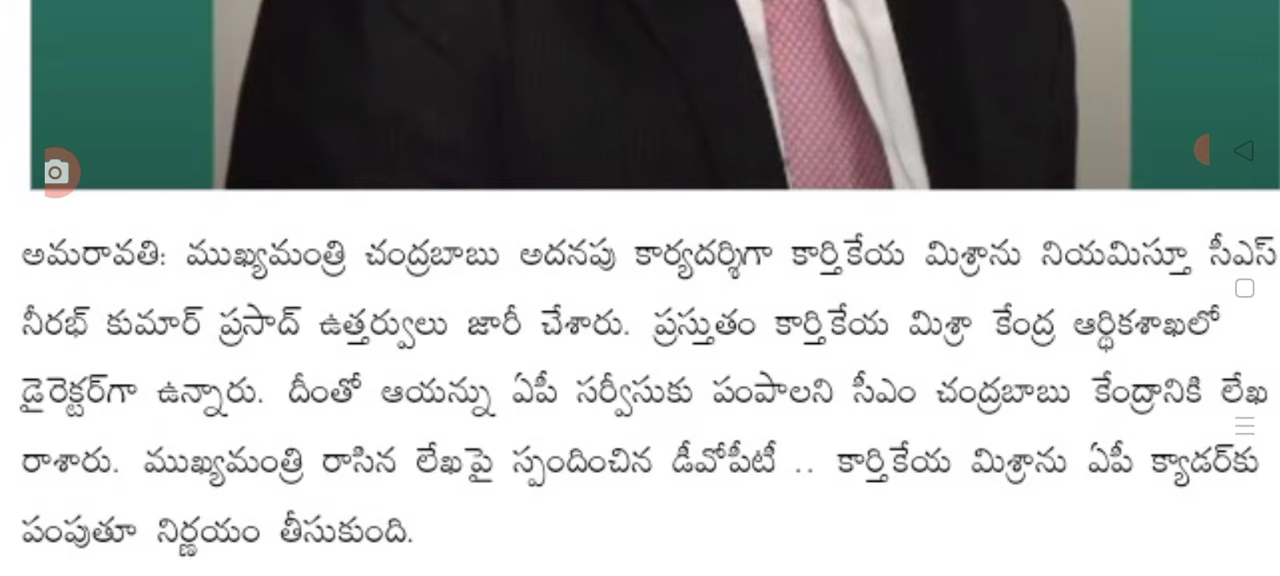 అమరావతి: ముఖ్యమంత్రి చంద్రబాబు అదనపు కార్యదర్శిగా కార్తికేయ మిశ్రాను నియమిస్తూ సీఎస్
నీరభ్ కుమార్ ప్రసాద్ ఉత్తర్వులు జారీ చేశారు. ప్రస్తుతం కార్తికేయ మిశ్రా కేంద్ర ఆర్థికశాఖలో
డైరెక్టర్‌గా ఉన్నారు. దీంతో ఆయన్ను ఏపీ సర్వీసుకు పంపాలని సీఎం చంద్రబాబు కేంద్రానికి లేఖ
రాశారు. ముఖ్యమంత్రి రాసిన లేఖపై స్పందించిన డీవోపీటీ .. కార్తికేయ మిశ్రాను ఏపీ క్యాడర్‌కు
పంపుతూ నిర్ణయం తీసుకుంది.